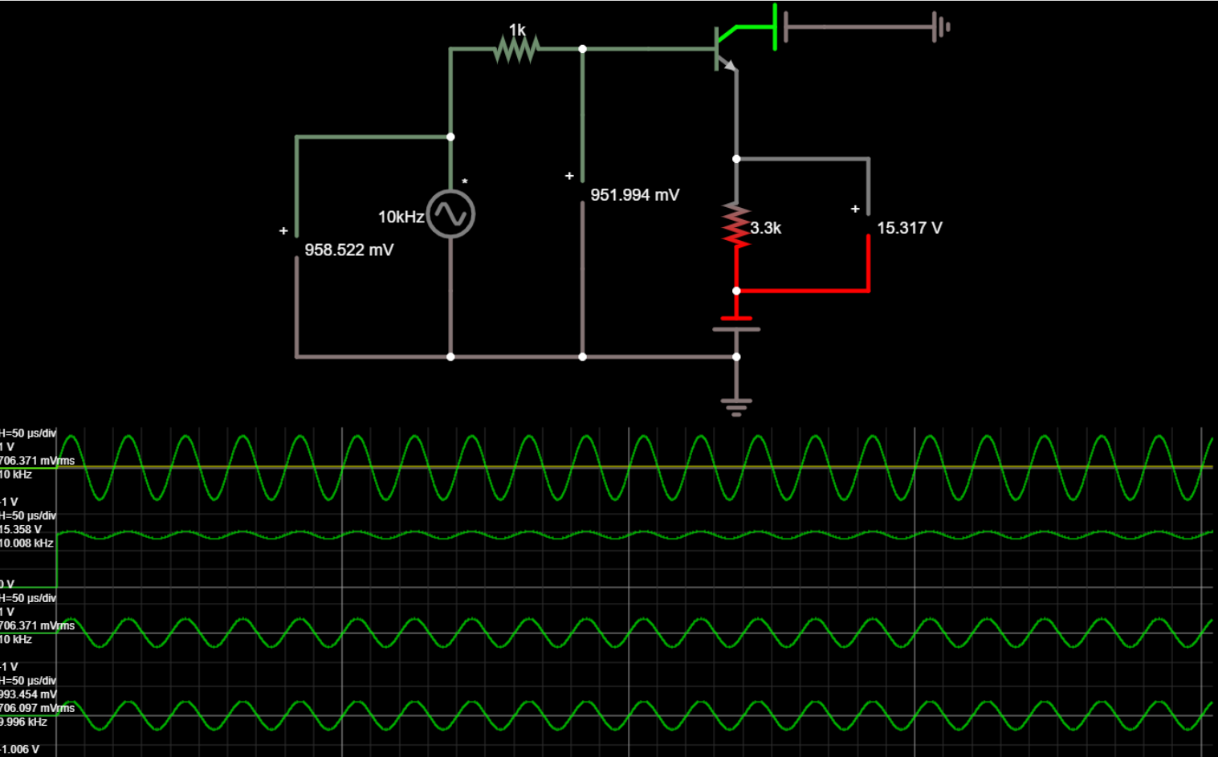 1k
*
+
951.994 mV
10kHz
+
15.317 V
3.3k
+
958.522 mV
H=50 µs/div
1 V
706.371 mVrms
10 kHz
-1 V
H=50 µs/div
15.358 V
10.008 kHz
0 V
H=50 µs/div
1 V
706.371 mVrms
10 kHz
-1 V
H=50 µs/div
993.454 mV
706.097 mVrms
9.996 kHz
-1.006 V